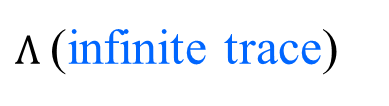 Λ (infinite trace)